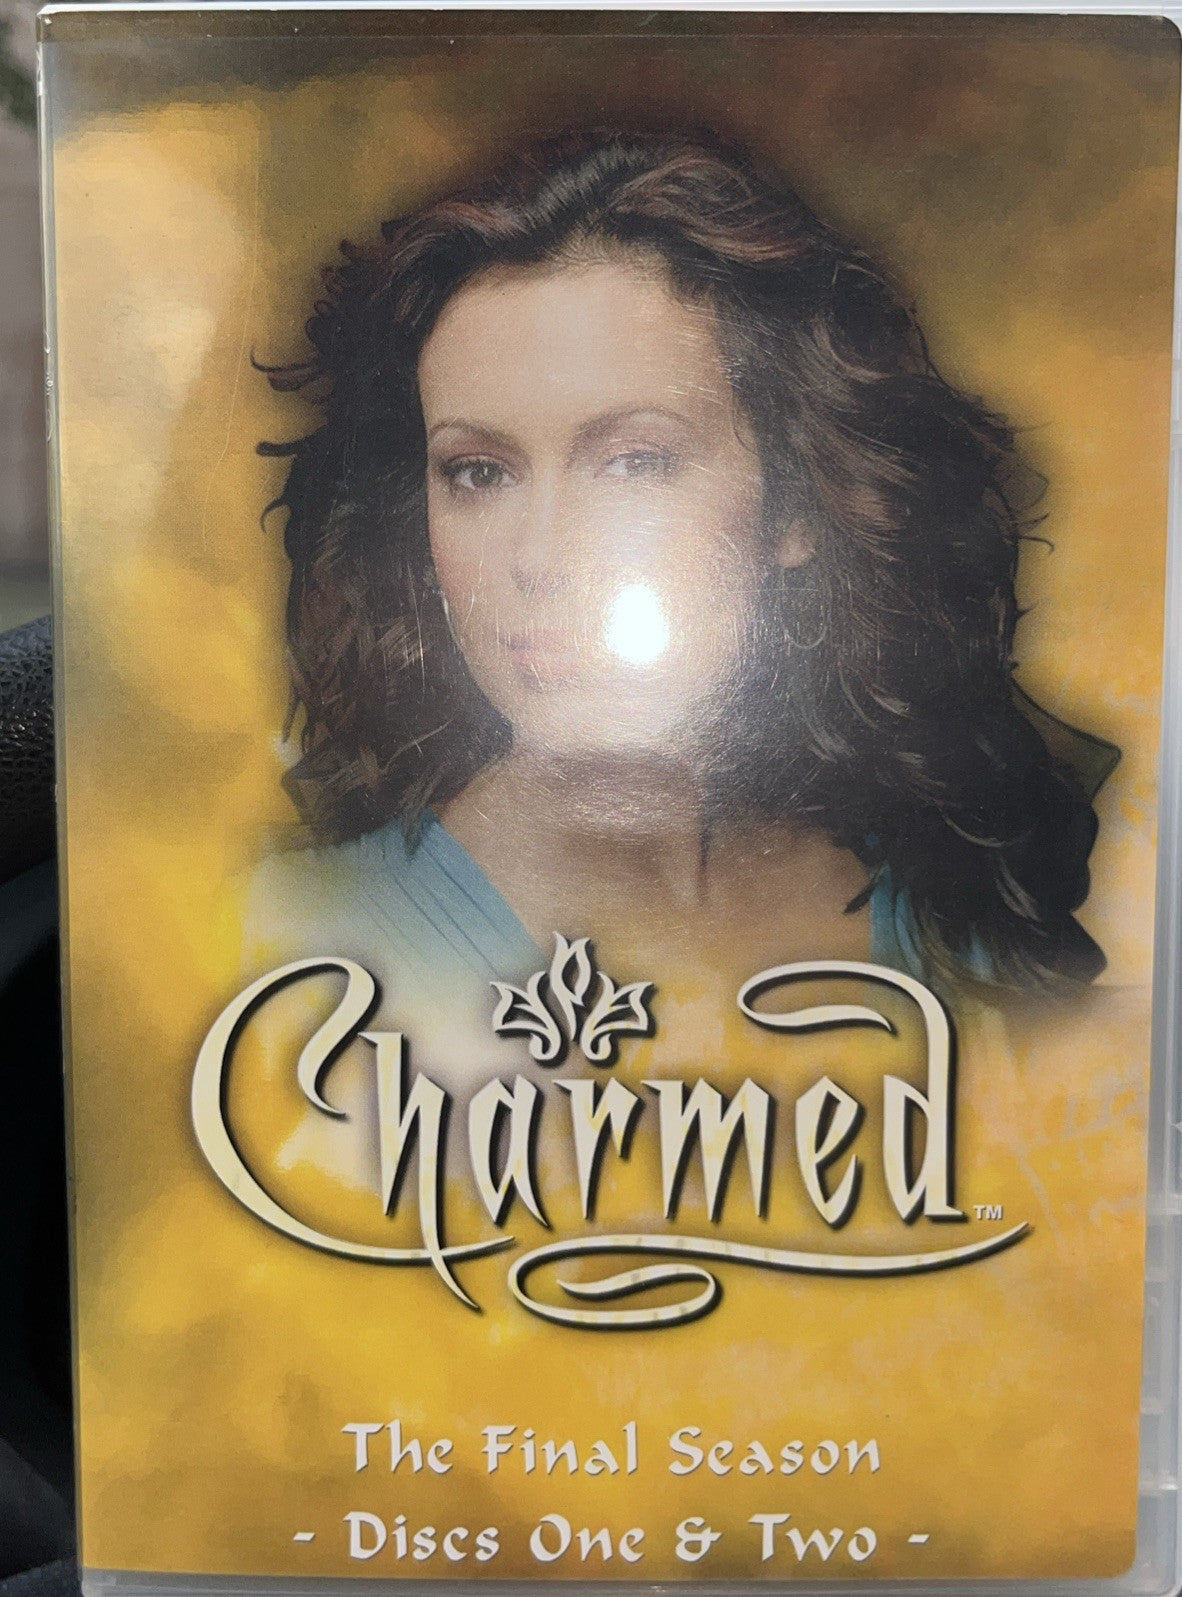 Charmed™
The Final Season
- Discs One & Two -